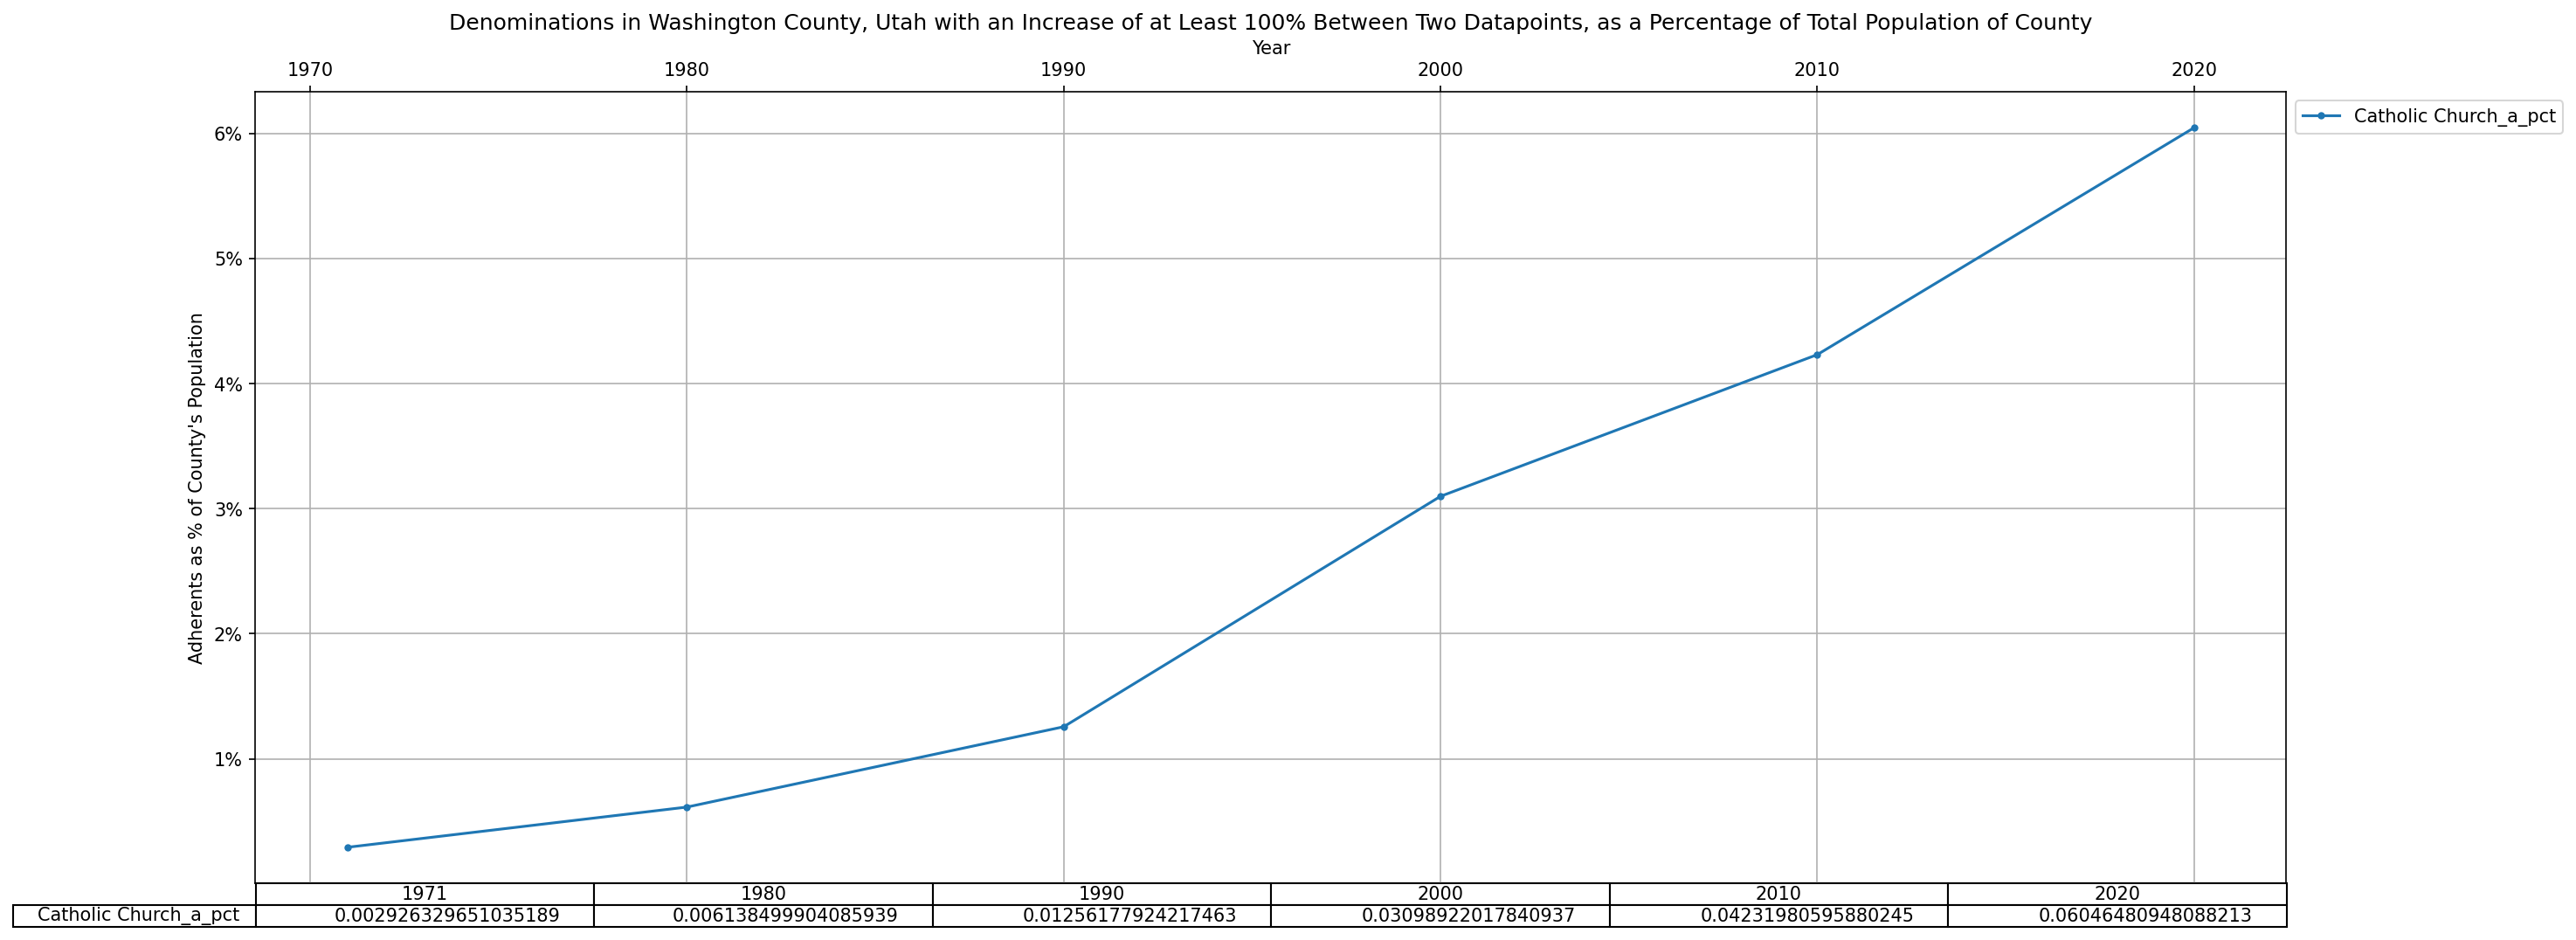 Denominations in Washington County, Utah with an Increase of at Least 100% Between Two Datapoints, as a Percentage of Total Population of County
Year
1970 1980 1990 2000 2010 2020
Catholic Church_a_pct
6%
5%
4%
3%
2%
1%
Adherents as % of County's Population
1971 1980 1990 2000 2010 2020
Catholic Church_a_pct 0.002926329651035189 0.006138499904085939 0.01256177924217463 0.03098922017840937 0.04231980595880245 0.06046480948088213